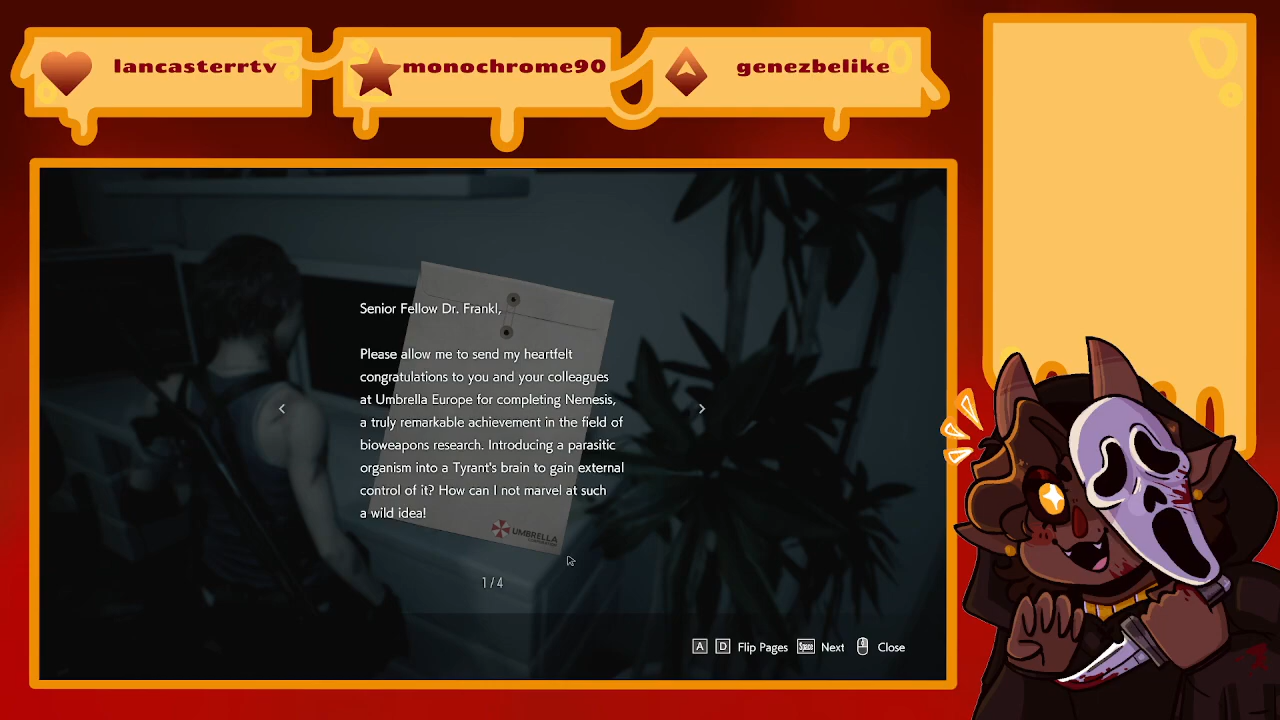 lancasterrtv
monochrome90
genezbelike
Senior Fellow Dr. Frankl,
Please allow me to send my heartfelt
congratulations to you and your colleagues
at Umbrella Europe for completing Nemesis,
a truly remarkable achievement in the field of
bioweapons research. Introducing a parasitic
organism into a Tyrant's brain to gain external
control of it? How can I not marvel at such
a wild idea!
UMBRELLA
CORPORATION
1 / 4
A D Flip Pages Space Next Close